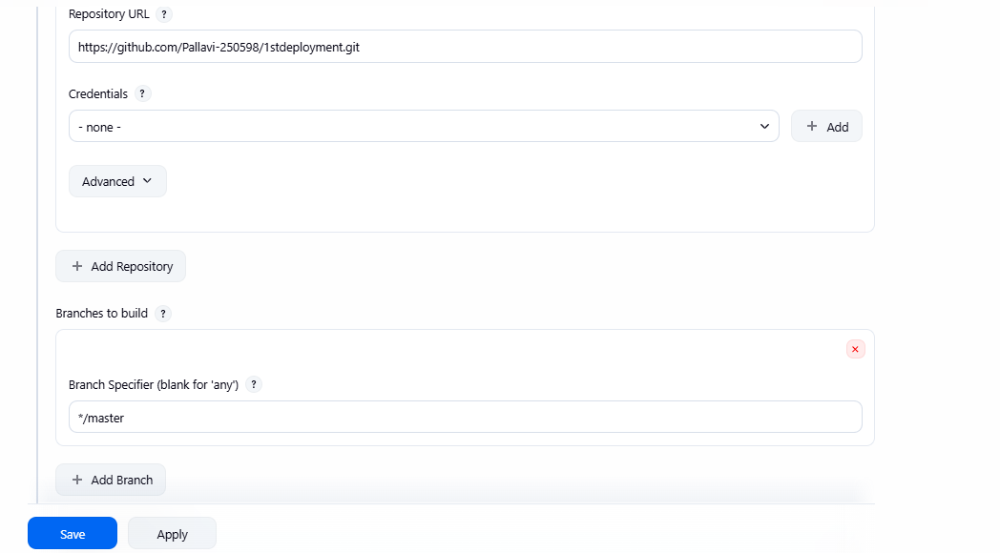 Repository URL ?
https://github.com/Pallavi-250598/1stdeployment.git
Credentials ?
- none -
+ Add
Advanced
+ Add Repository
Branches to build ?
×
Branch Specifier (blank for 'any') ?
*/master
+ Add Branch
Save Apply